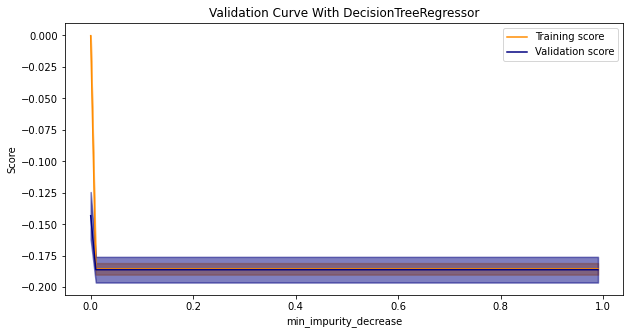 Validation Curve With DecisionTreeRegressor
Training score
Validation score
Score
0.000
−0.025
−0.050
−0.075
−0.100
−0.125
−0.150
−0.175
−0.200
0.0 0.2 0.4 0.6 0.8 1.0
min_impurity_decrease